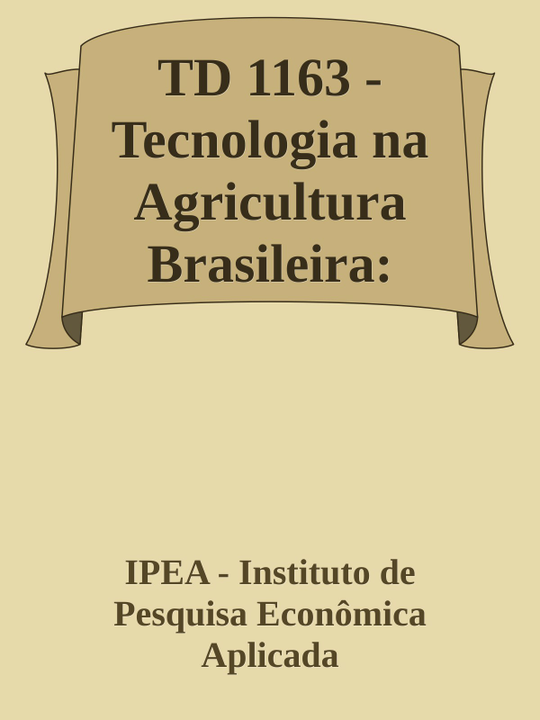 TD 1163 -
Tecnologia na
Agricultura
Brasileira:
IPEA - Instituto de
Pesquisa Econômica
Aplicada